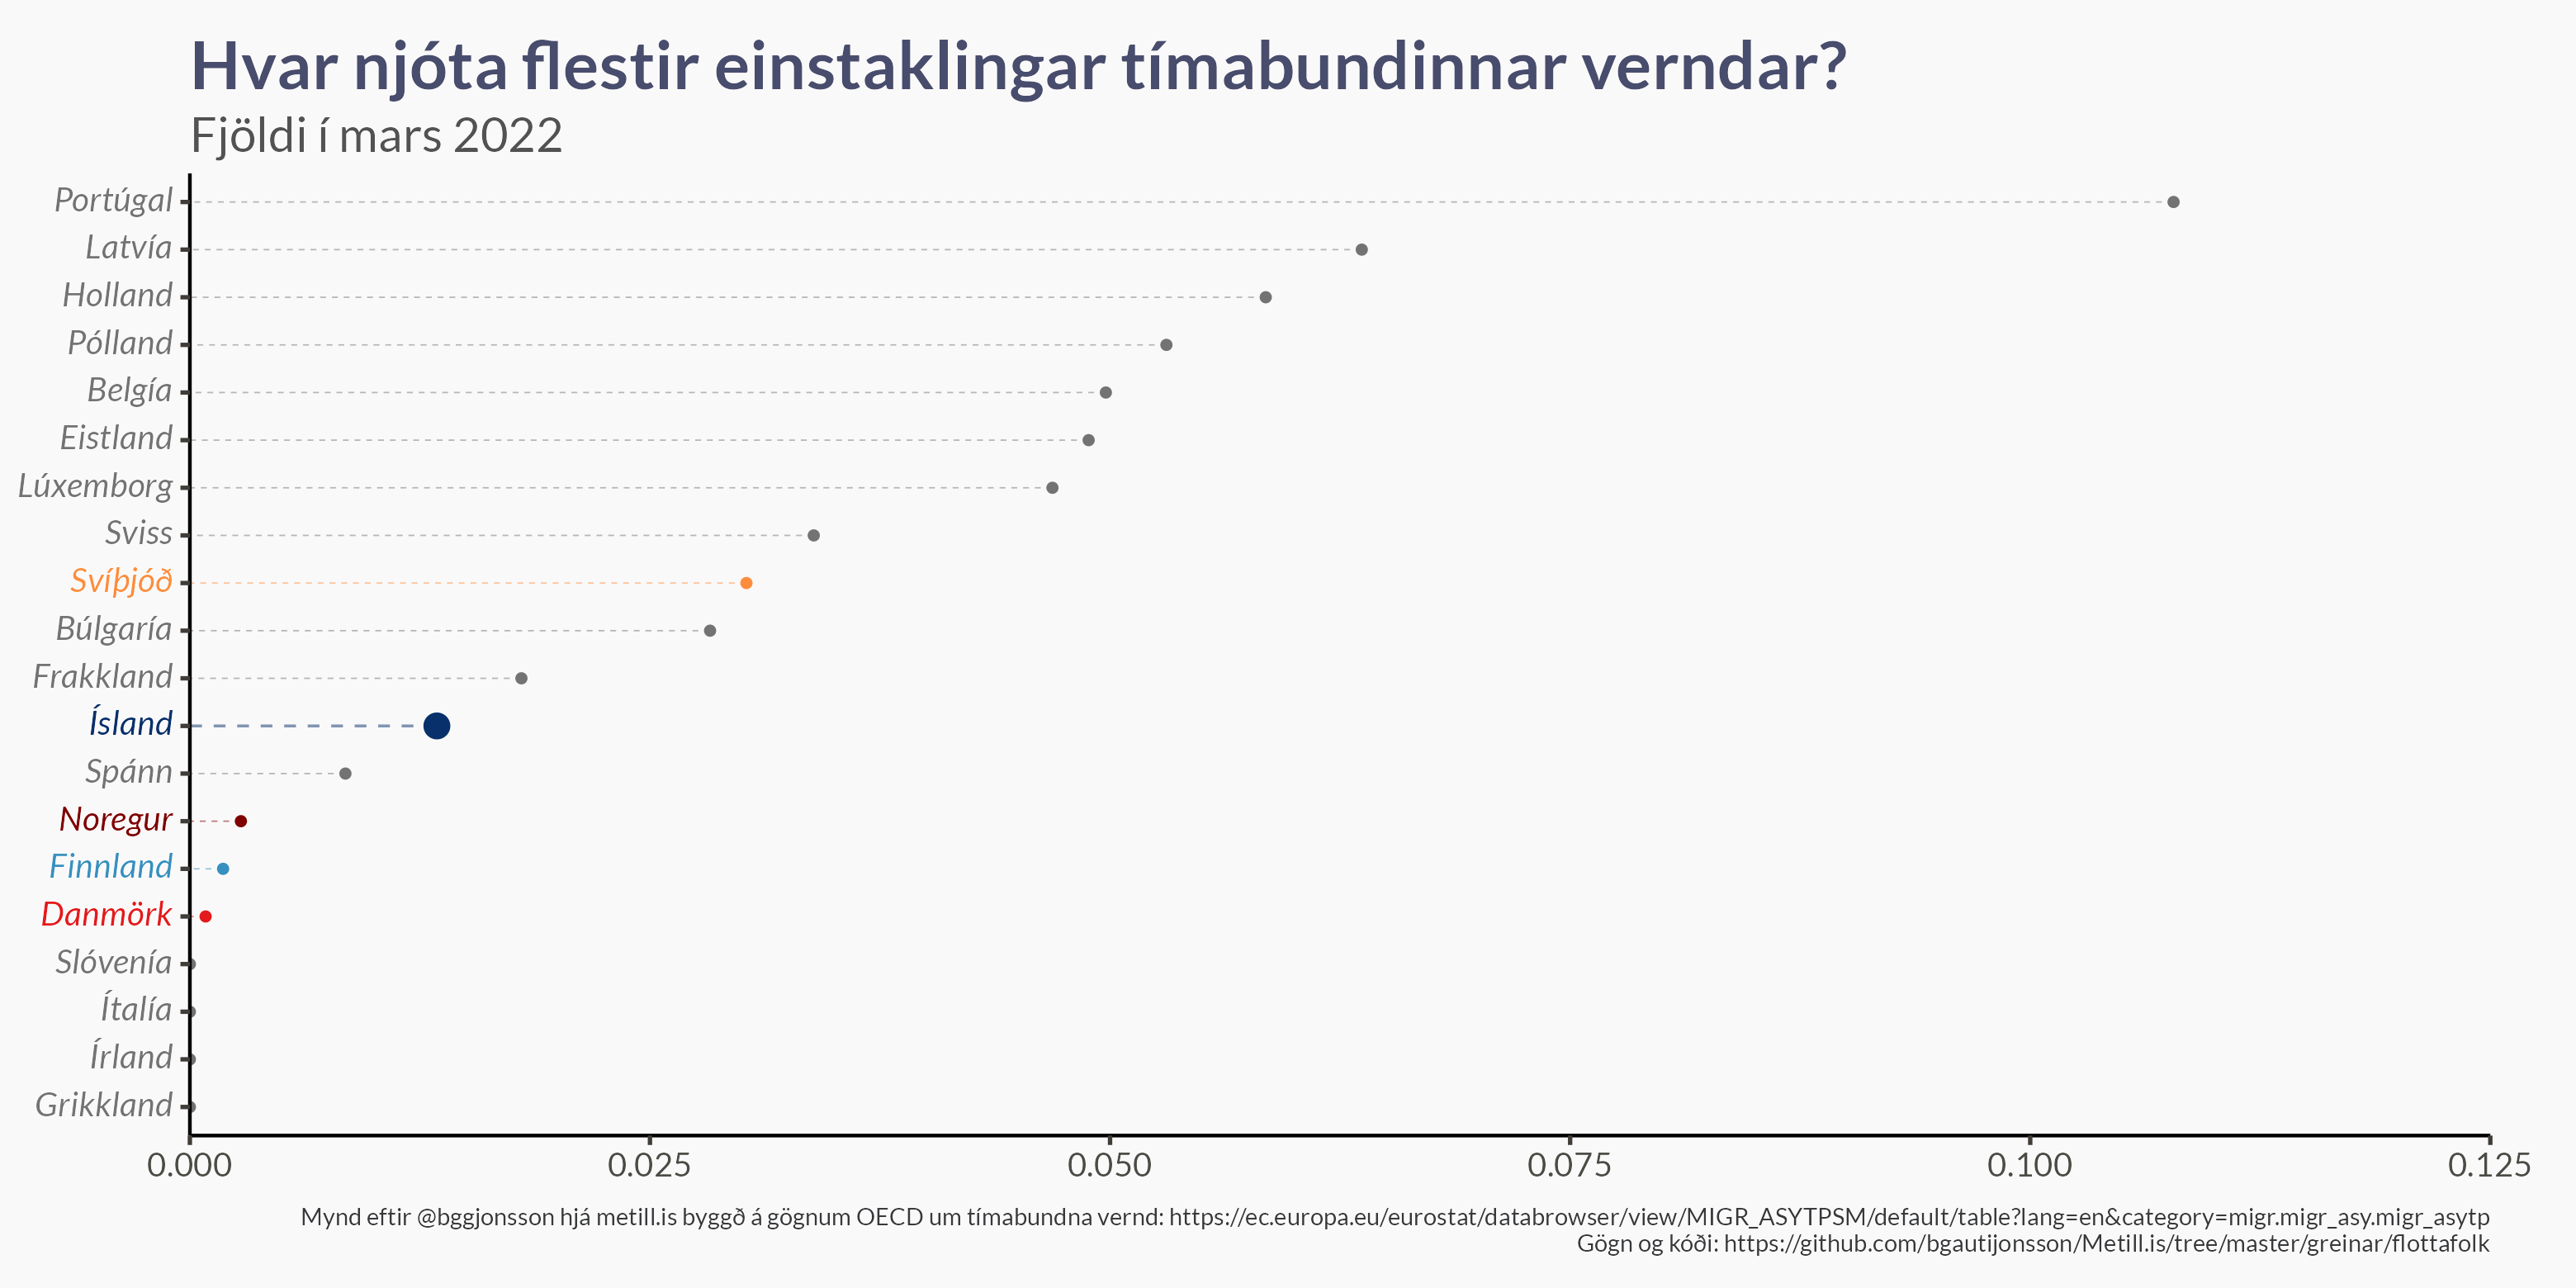 Hvar njóta flestir einstaklingar tímabundinnar verndar?
Fjöldi í mars 2022
Portúgal
Latvía
Holland
Pólland
Belgía
Eistland
Lúxemborg
Sviss
Svíþjóð
Búlgaría
Frakkland
Ísland
Spánn
Noregur
Finnland
Danmörk
Slóvenía
Ítalía
Írland
Grikkland
0.000 0.025 0.050 0.075 0.100 0.125
Mynd eftir @bggjonsson hjá metill.is byggð á gögnum OECD um tímabundna vernd: https://ec.europa.eu/eurostat/databrowser/view/MIGR_ASYTPSM/default/table?lang=en&category=migr.migr_asy.migr_asytp
Gögn og kóði: https://github.com/bgautijonsson/Metill.is/tree/master/greinar/flottafolk